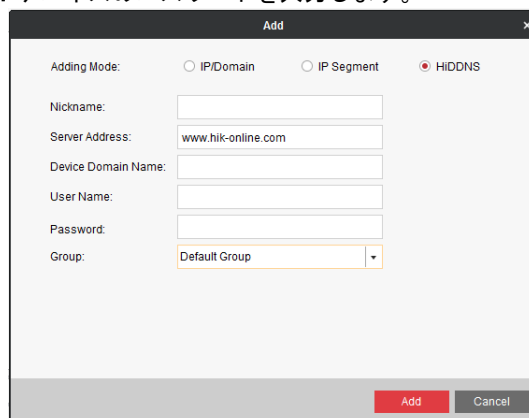 Add ×
Adding Mode: IP/Domain IP Segment HiDDNS
Nickname:
Server Address: www.hik-online.com
Device Domain Name:
User Name:
Password:
Group: Default Group
Add Cancel